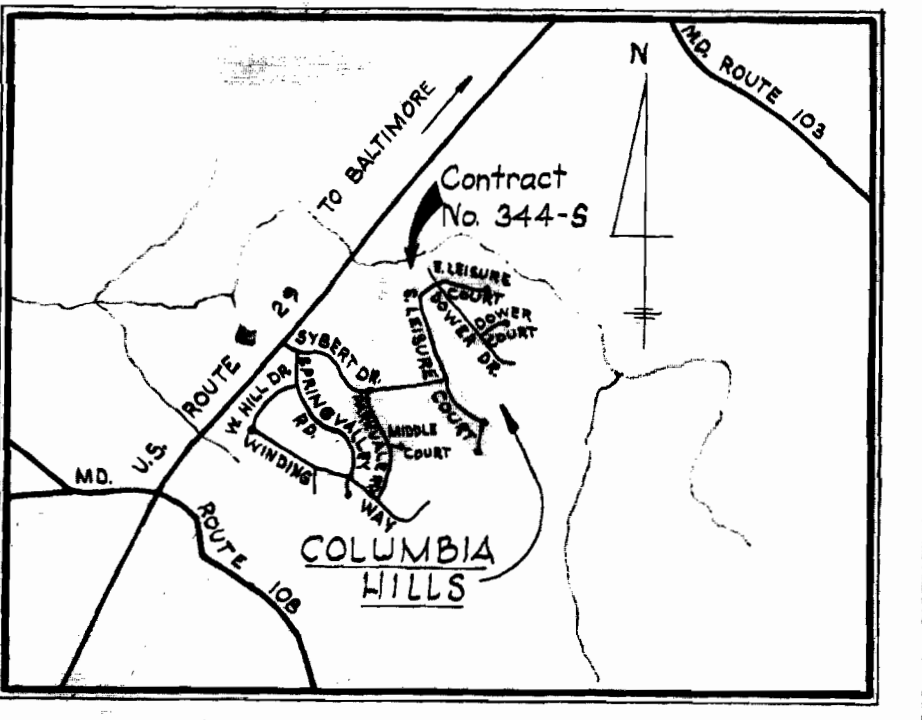 N
M.D. ROUTE 103
TO BALTIMORE
Contract
No. 344-S
E. LEISURE
COURT
DOWER
COURT
DOWER DR.
S. LEISURE
COURT
U.S. ROUTE 29
SYBERT DR.
W. HILL DR.
SPRING VALLEY
RD.
MIDDLE
COURT
WINDING
WAY
MD.
ROUTE 108
COLUMBIA
HILLS